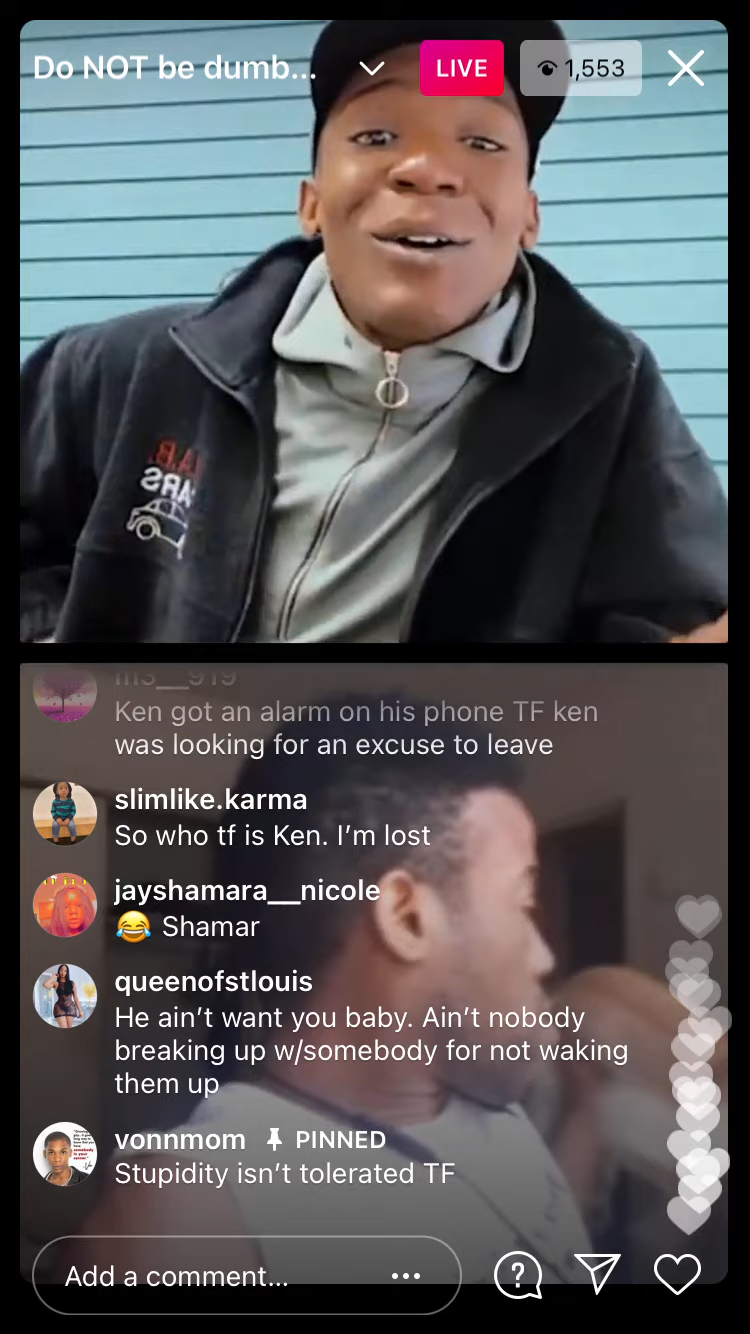 Do NOT be dumb...
LIVE
1,553
A.B.
ARS
m3__919
Ken got an alarm on his phone TF ken
was looking for an excuse to leave
slimlike.karma
So who tf is Ken. I’m lost
jayshamara__nicole
😂 Shamar
queenofstlouis
He ain’t want you baby. Ain’t nobody
breaking up w/somebody for not waking
them up
vonnmom PINNED
Stupidity isn’t tolerated TF
Add a comment...